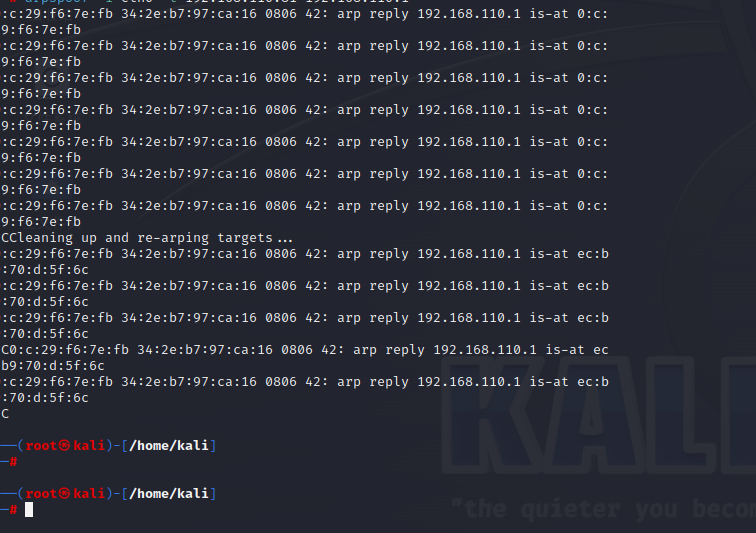 :c:29:f6:7e:fb 34:2e:b7:97:ca:16 0806 42: arp reply 192.168.110.1 is-at 0:c:
9:f6:7e:fb
:c:29:f6:7e:fb 34:2e:b7:97:ca:16 0806 42: arp reply 192.168.110.1 is-at 0:c:
9:f6:7e:fb
:c:29:f6:7e:fb 34:2e:b7:97:ca:16 0806 42: arp reply 192.168.110.1 is-at 0:c:
9:f6:7e:fb
:c:29:f6:7e:fb 34:2e:b7:97:ca:16 0806 42: arp reply 192.168.110.1 is-at 0:c:
9:f6:7e:fb
:c:29:f6:7e:fb 34:2e:b7:97:ca:16 0806 42: arp reply 192.168.110.1 is-at 0:c:
9:f6:7e:fb
:c:29:f6:7e:fb 34:2e:b7:97:ca:16 0806 42: arp reply 192.168.110.1 is-at 0:c:
9:f6:7e:fb
:c:29:f6:7e:fb 34:2e:b7:97:ca:16 0806 42: arp reply 192.168.110.1 is-at 0:c:
9:f6:7e:fb
CCleaning up and re-arping targets...
:c:29:f6:7e:fb 34:2e:b7:97:ca:16 0806 42: arp reply 192.168.110.1 is-at ec:b
:70:d:5f:6c
:c:29:f6:7e:fb 34:2e:b7:97:ca:16 0806 42: arp reply 192.168.110.1 is-at ec:b
:70:d:5f:6c
:c:29:f6:7e:fb 34:2e:b7:97:ca:16 0806 42: arp reply 192.168.110.1 is-at ec:b
:70:d:5f:6c
C0:c:29:f6:7e:fb 34:2e:b7:97:ca:16 0806 42: arp reply 192.168.110.1 is-at ec
b9:70:d:5f:6c
:c:29:f6:7e:fb 34:2e:b7:97:ca:16 0806 42: arp reply 192.168.110.1 is-at ec:b
:70:d:5f:6c
C
──(root㉿kali)-[/home/kali]
─#
──(root㉿kali)-[/home/kali]
─#
KALI
"the quieter you becom